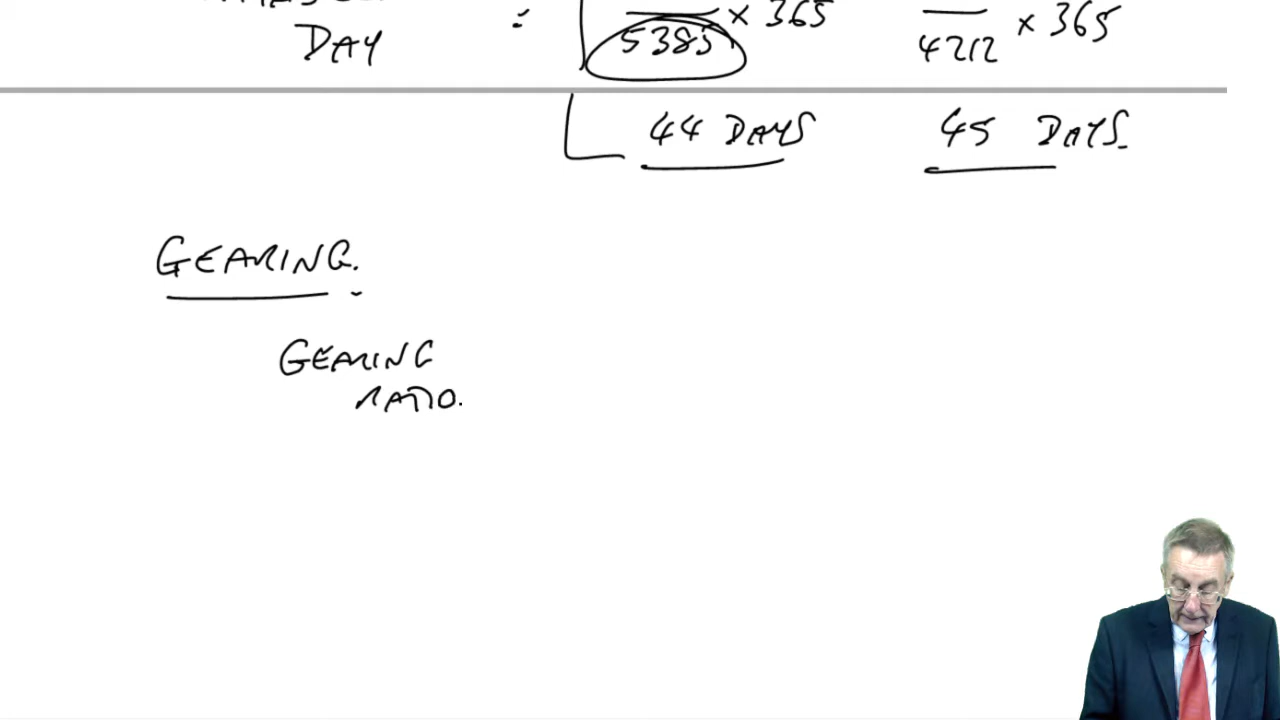 DAY : 5385 × 365 4212 × 365
44 DAYS 45 DAYS.
GEARING.
GEARING
RATIO.